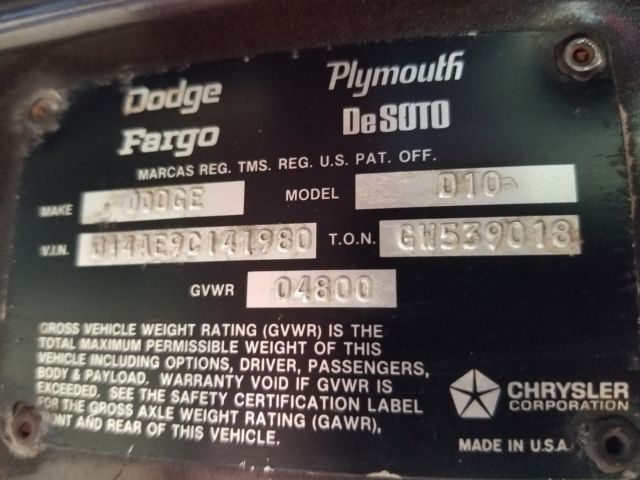 Dodge Plymouth
Fargo De SOTO
MARCAS REG. TMS. REG. U.S. PAT. OFF.
MAKE DODGE MODEL D10
V.I.N. D14AE9C141980 T.O.N. GW539018
GVWR 04800
GROSS VEHICLE WEIGHT RATING (GVWR) IS THE
TOTAL MAXIMUM PERMISSIBLE WEIGHT OF THIS
VEHICLE INCLUDING OPTIONS, DRIVER, PASSENGERS,
BODY & PAYLOAD. WARRANTY VOID IF GVWR IS
EXCEEDED. SEE THE SAFETY CERTIFICATION LABEL
FOR THE GROSS AXLE WEIGHT RATING (GAWR),
FRONT AND REAR OF THIS VEHICLE.
CHRYSLER
CORPORATION
MADE IN U.S.A.